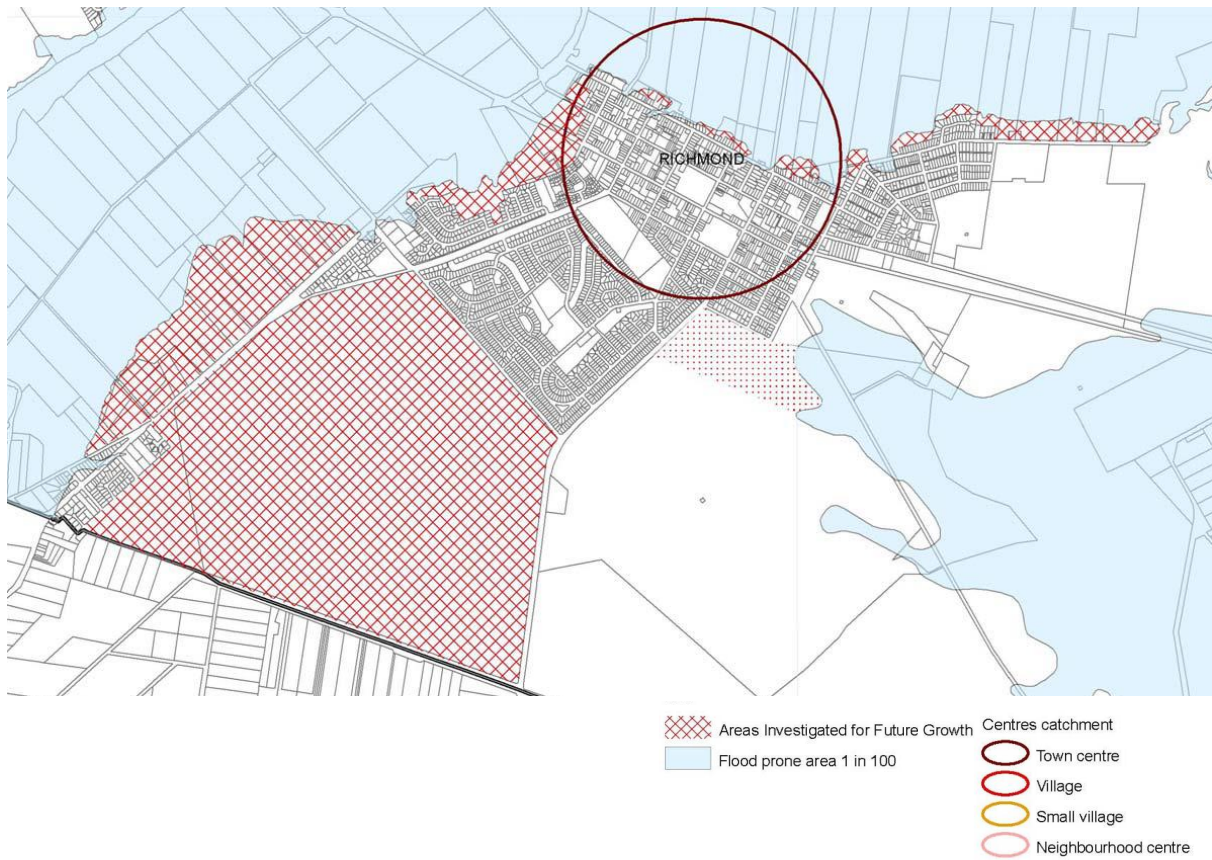 RICHMOND
Areas Investigated for Future Growth
Flood prone area 1 in 100
Centres catchment
Town centre
Village
Small village
Neighbourhood centre